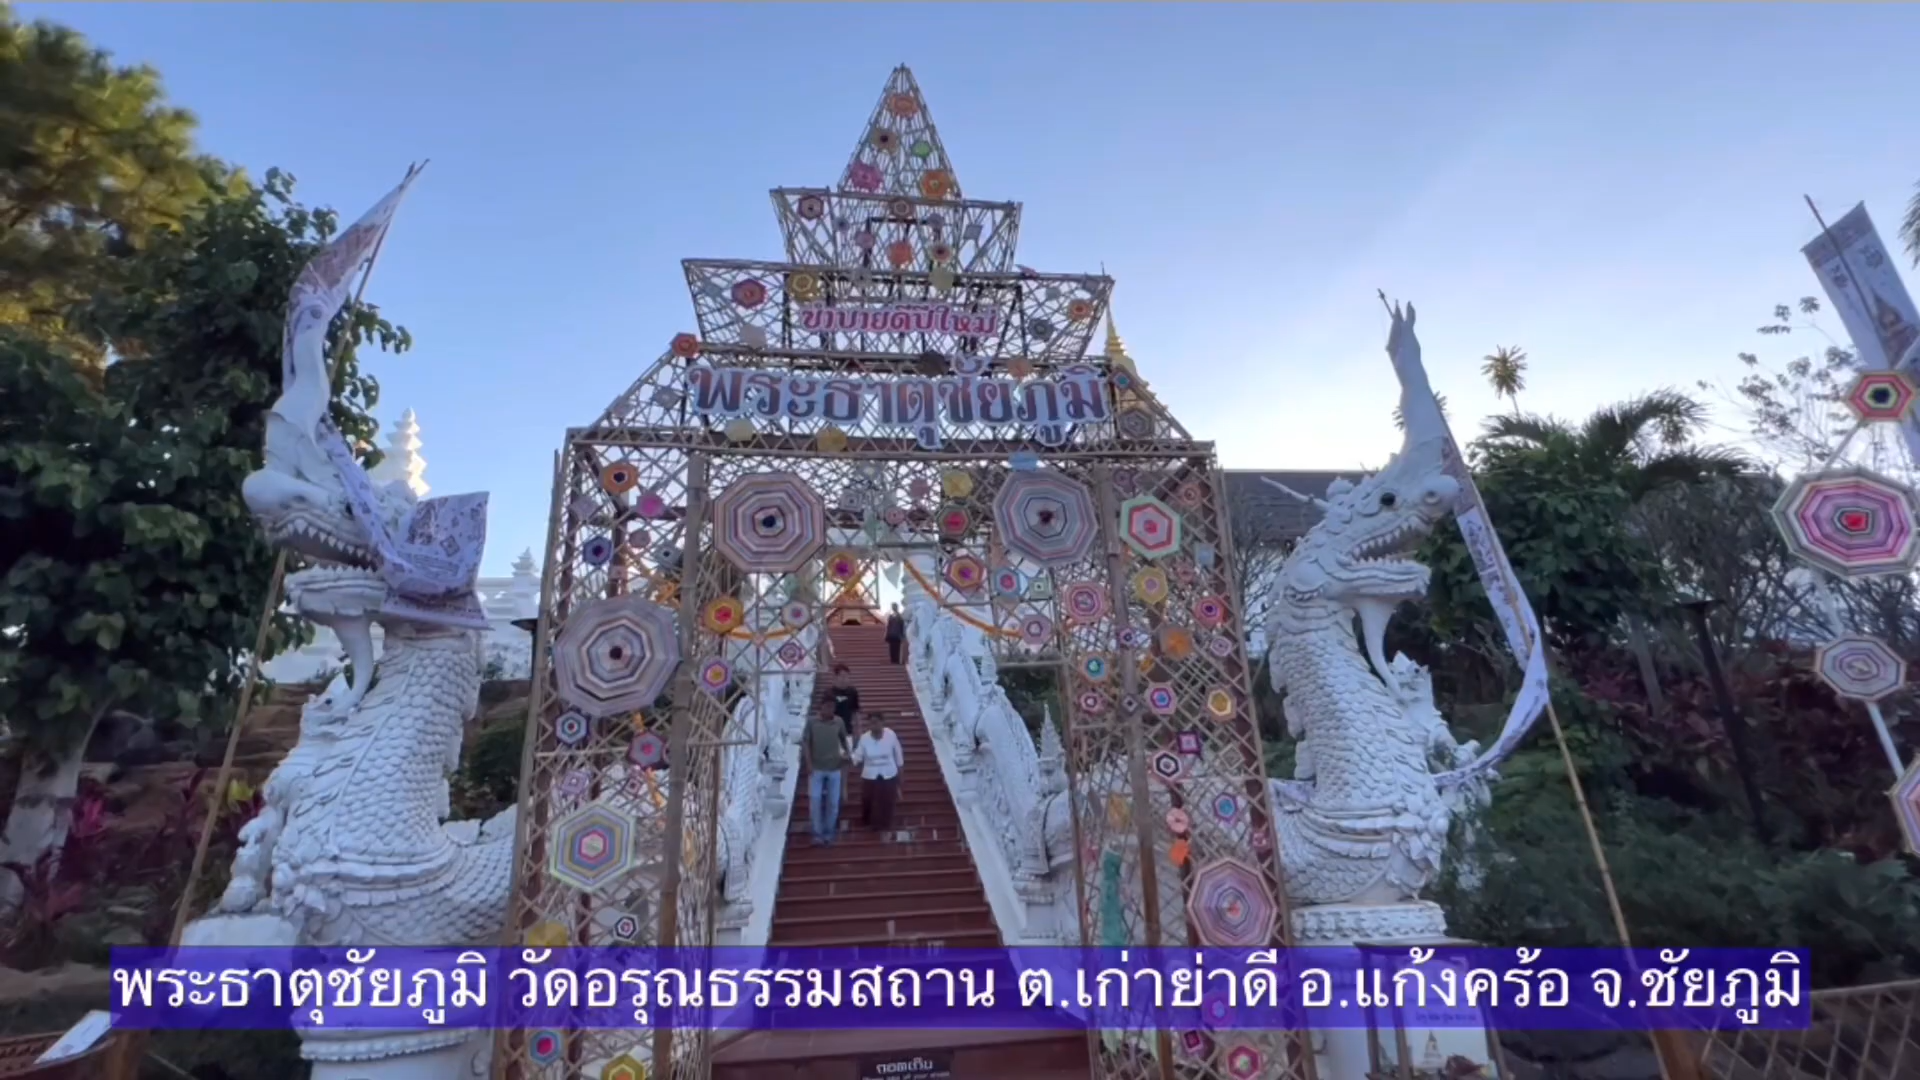 ข่าบายดีปีใหม่
พระธาตุชัยภูมิ
พระธาตุชัยภูมิ วัดอรุณธรรมสถาน ต.เก่าย่าดี อ.แก้งคร้อ จ.ชัยภูมิ